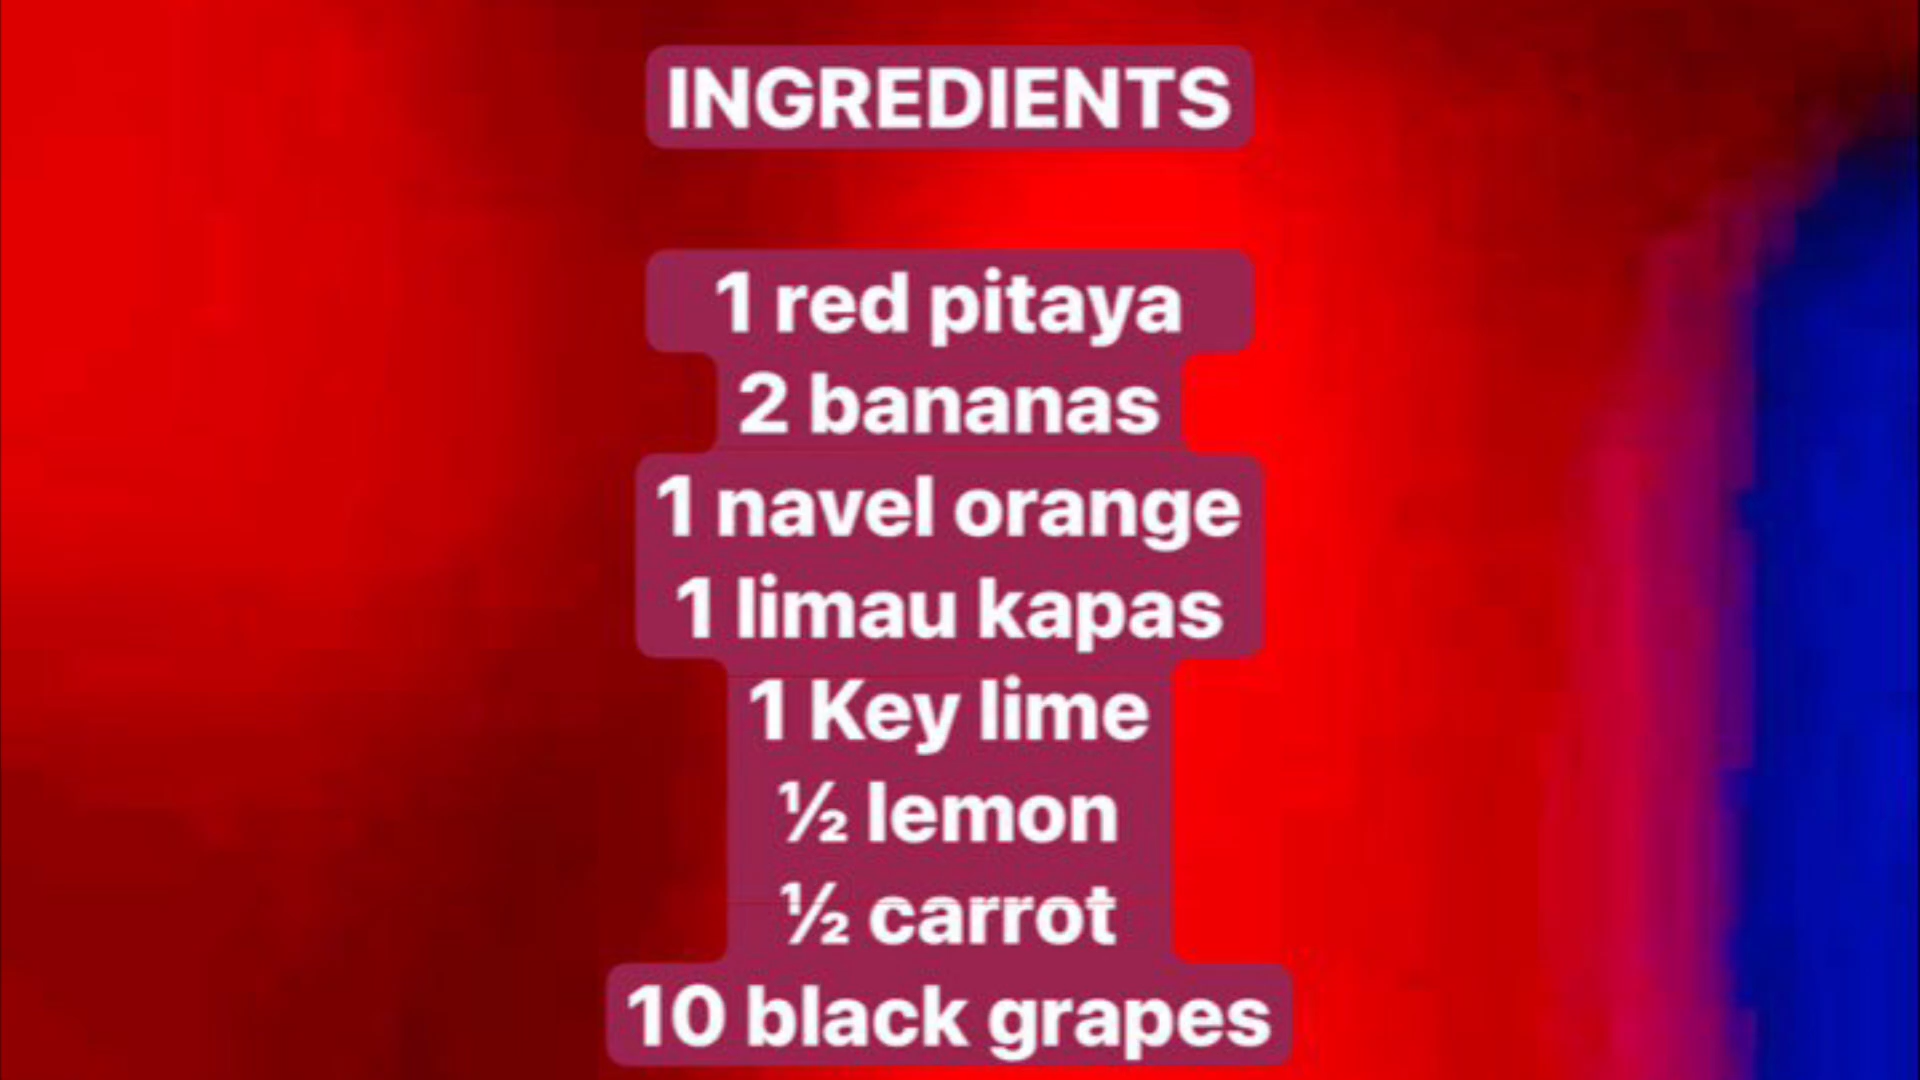 INGREDIENTS
1 red pitaya
2 bananas
1 navel orange
1 limau kapas
1 Key lime
½ lemon
½ carrot
10 black grapes